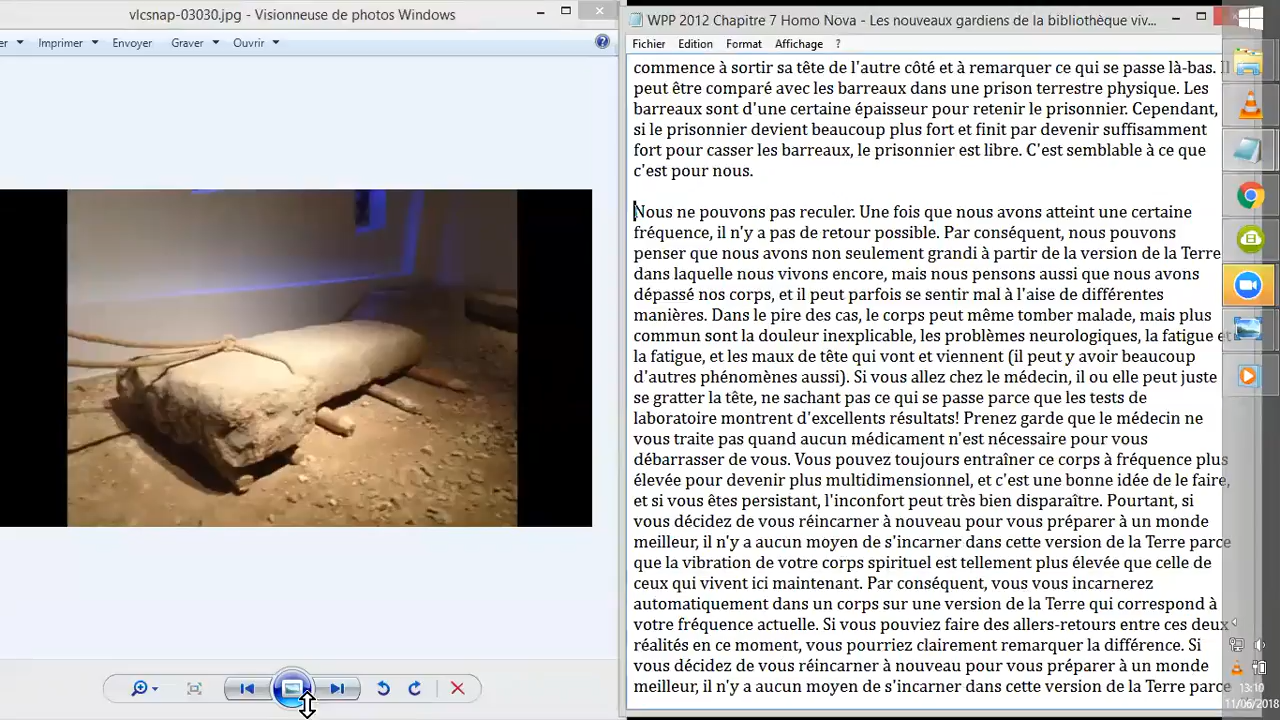 vlcsnap-03030.jpg - Visionneuse de photos Windows
Imprimer
Envoyer
Graver
Ouvrir
WPP 2012 Chapitre 7 Homo Nova - Les nouveaux gardiens de la bibliothèque viv...
Fichier Edition Format Affichage ?
commence à sortir sa tête de l'autre côté et à remarquer ce qui se passe là-bas. Il
peut être comparé avec les barreaux dans une prison terrestre physique. Les
barreaux sont d'une certaine épaisseur pour retenir le prisonnier. Cependant,
si le prisonnier devient beaucoup plus fort et finit par devenir suffisamment
fort pour casser les barreaux, le prisonnier est libre. C'est semblable à ce que
c'est pour nous.
Nous ne pouvons pas reculer. Une fois que nous avons atteint une certaine
fréquence, il n'y a pas de retour possible. Par conséquent, nous pouvons
penser que nous avons non seulement grandi à partir de la version de la Terre
dans laquelle nous vivons encore, mais nous pensons aussi que nous avons
dépassé nos corps, et il peut parfois se sentir mal à l'aise de différentes
manières. Dans le pire des cas, le corps peut même tomber malade, mais plus
commun sont la douleur inexplicable, les problèmes neurologiques, la fatigue et
la fatigue, et les maux de tête qui vont et viennent (il peut y avoir beaucoup
d'autres phénomènes aussi). Si vous allez chez le médecin, il ou elle peut juste
se gratter la tête, ne sachant pas ce qui se passe parce que les tests de
laboratoire montrent d'excellents résultats! Prenez garde que le médecin ne
vous traite pas quand aucun médicament n'est nécessaire pour vous
débarrasser de vous. Vous pouvez toujours entraîner ce corps à fréquence plus
élevée pour devenir plus multidimensionnel, et c'est une bonne idée de le faire,
et si vous êtes persistant, l'inconfort peut très bien disparaître. Pourtant, si
vous décidez de vous réincarner à nouveau pour vous préparer à un monde
meilleur, il n'y a aucun moyen de s'incarner dans cette version de la Terre parce
que la vibration de votre corps spirituel est tellement plus élevée que celle de
ceux qui vivent ici maintenant. Par conséquent, vous vous incarnerez
automatiquement dans un corps sur une version de la Terre qui correspond à
votre fréquence actuelle. Si vous pouviez faire des allers-retours entre ces deux
réalités en ce moment, vous pourriez clairement remarquer la différence. Si
vous décidez de vous réincarner à nouveau pour vous préparer à un monde
meilleur, il n'y a aucun moyen de s'incarner dans cette version de la Terre parce
13:10
11/06/2018